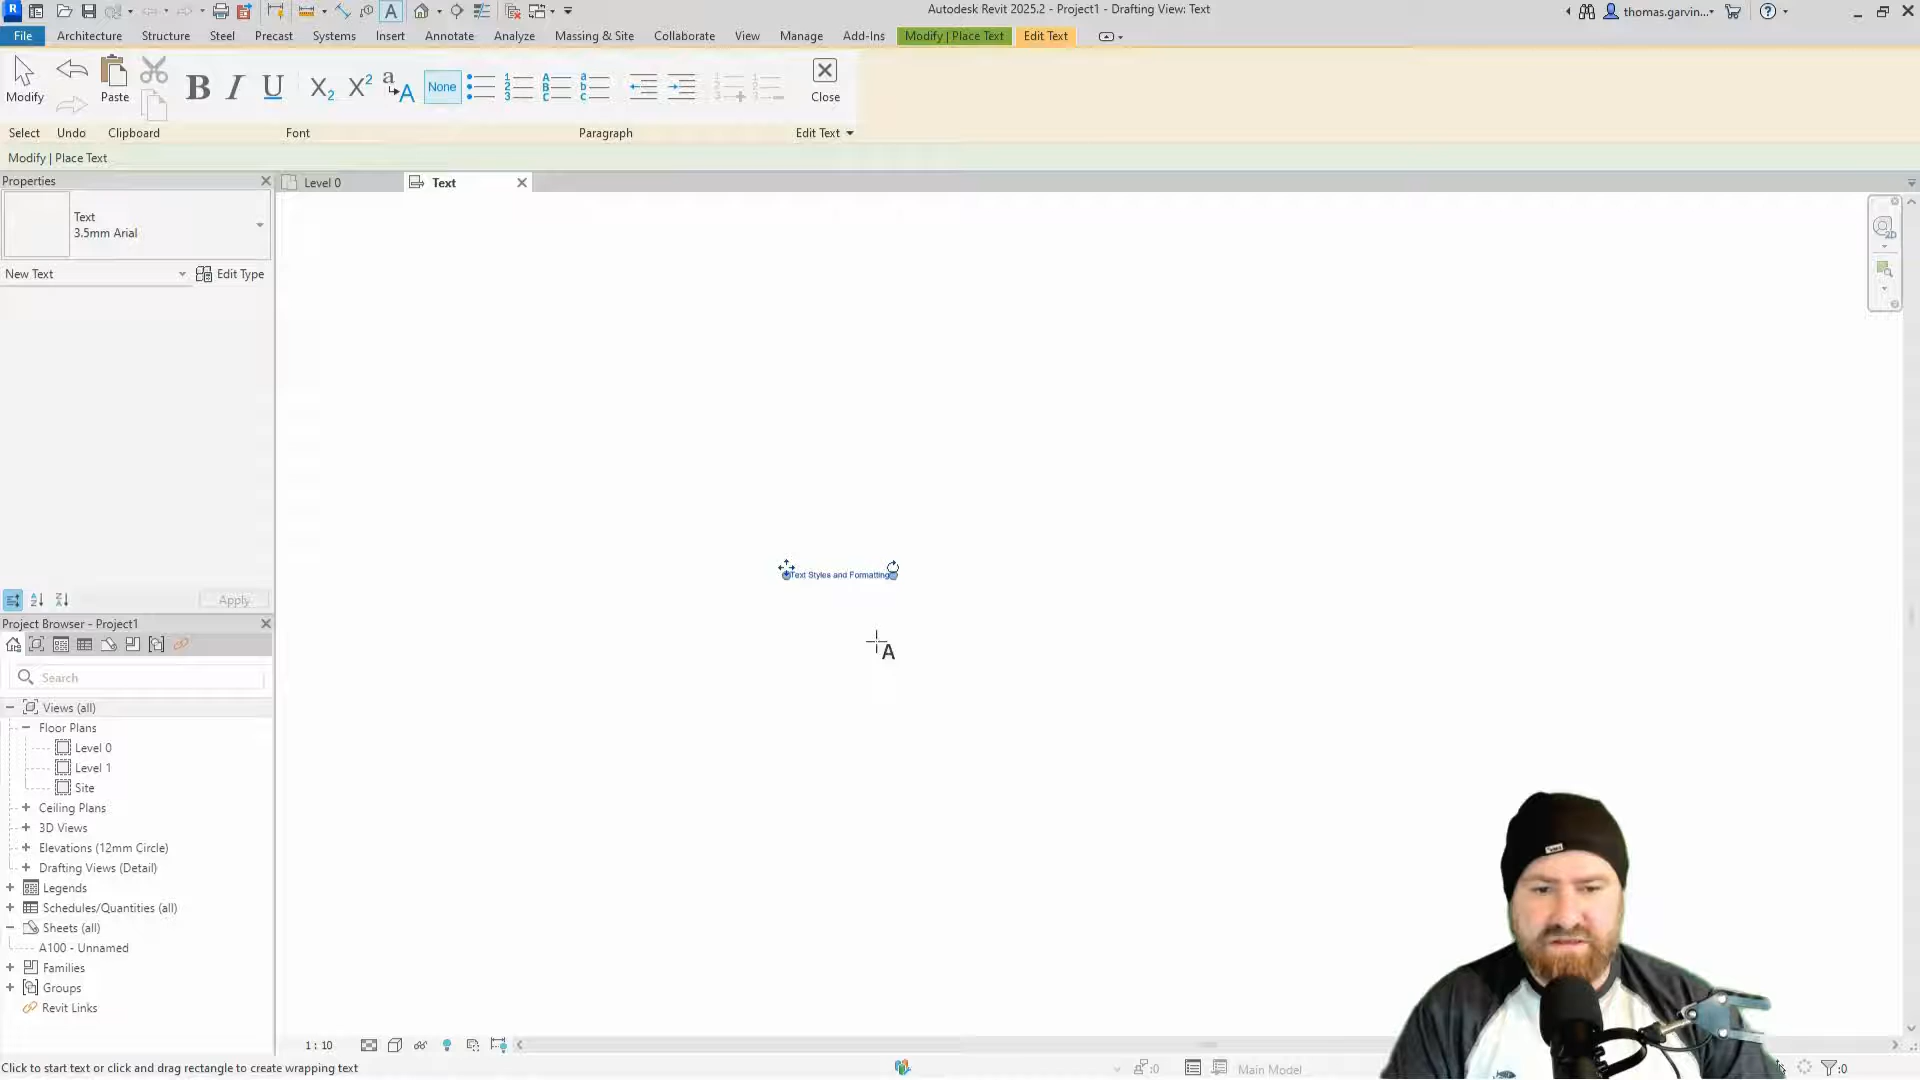 Autodesk Revit 2025.2 - Project1 - Drafting View: Text
thomas.garvin...
File Architecture Structure Steel Precast Systems Insert Annotate Analyze Massing & Site Collaborate View Manage Add-Ins Modify | Place Text Edit Text
Modify Paste B I U X2 X2 a A None Close
Select Undo Clipboard Font Paragraph Edit Text
Modify | Place Text
Properties
Level 0 Text
Text
3.5mm Arial
New Text Edit Type
Text Styles and Formatting
A
Apply
Project Browser - Project1
Search
Views (all)
Floor Plans
Level 0
Level 1
Site
Ceiling Plans
3D Views
Elevations (12mm Circle)
Drafting Views (Detail)
Legends
Schedules/Quantities (all)
Sheets (all)
A100 - Unnamed
Families
Groups
Revit Links
1 : 10
Click to start text or click and drag rectangle to create wrapping text :0 Main Model :0